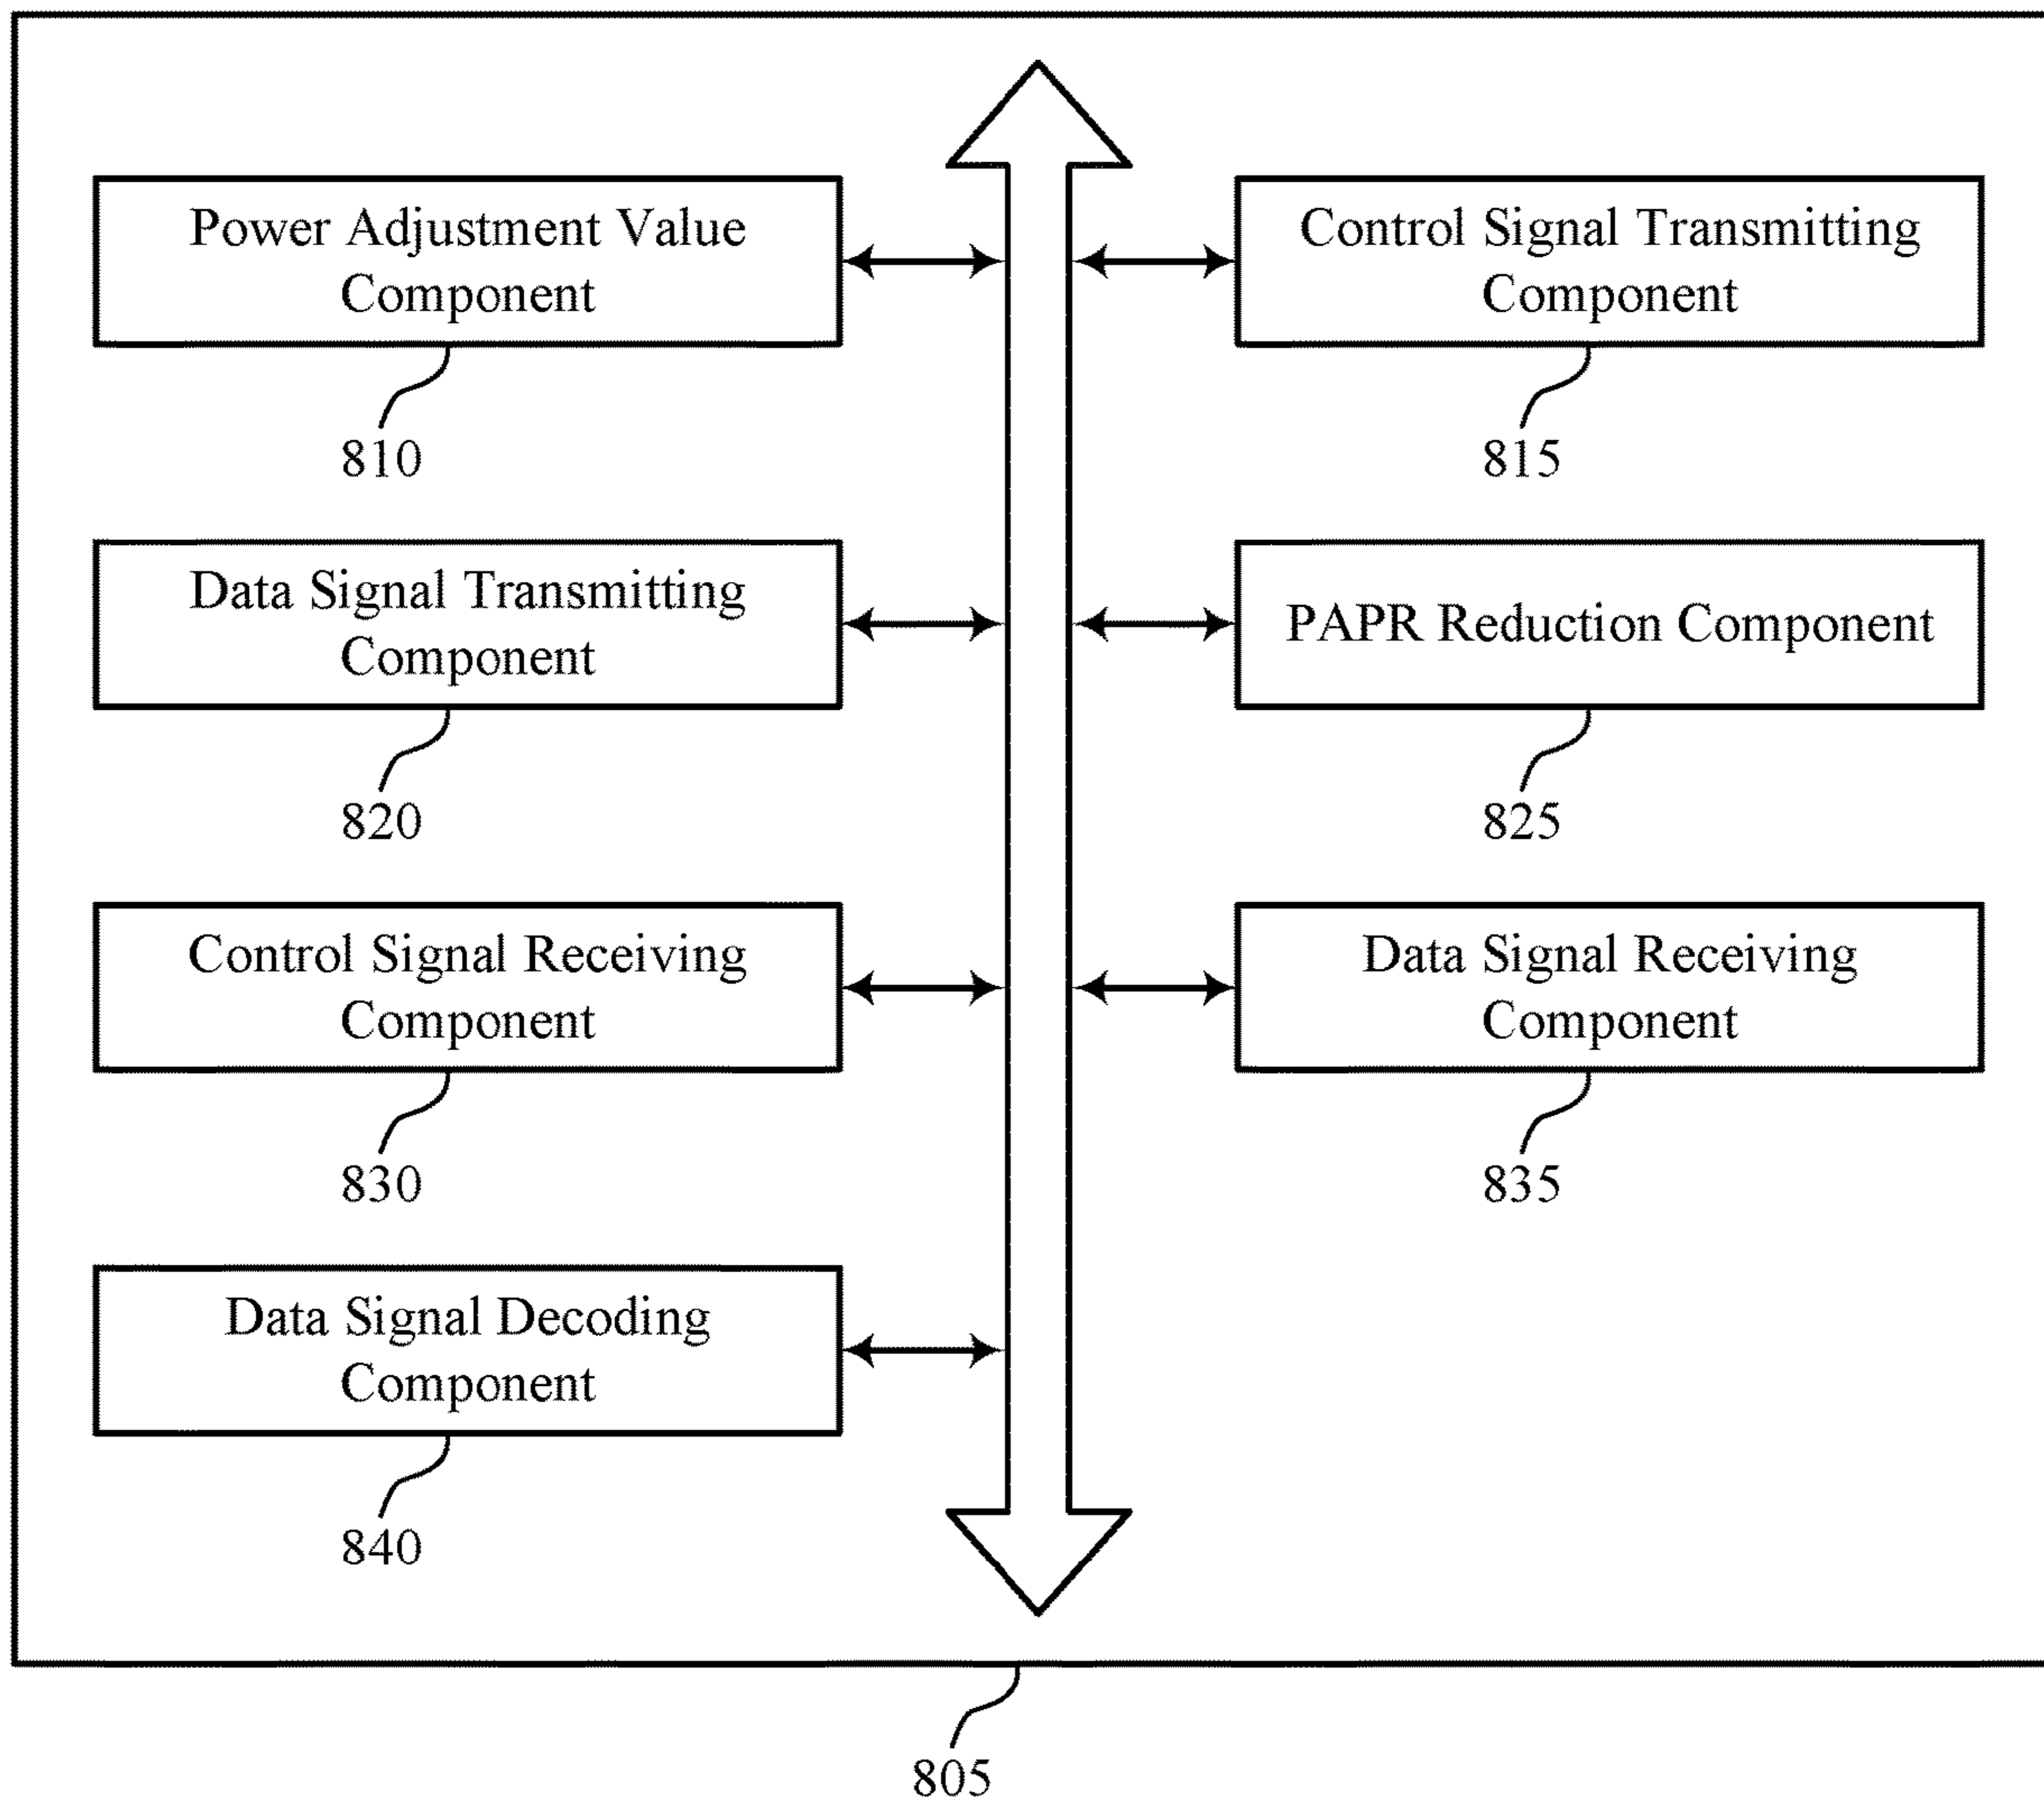 Power Adjustment Value
Component
810
Control Signal Transmitting
Component
815
Data Signal Transmitting
Component
820
PAPR Reduction Component
825
Control Signal Receiving
Component
830
Data Signal Receiving
Component
835
Data Signal Decoding
Component
840
805